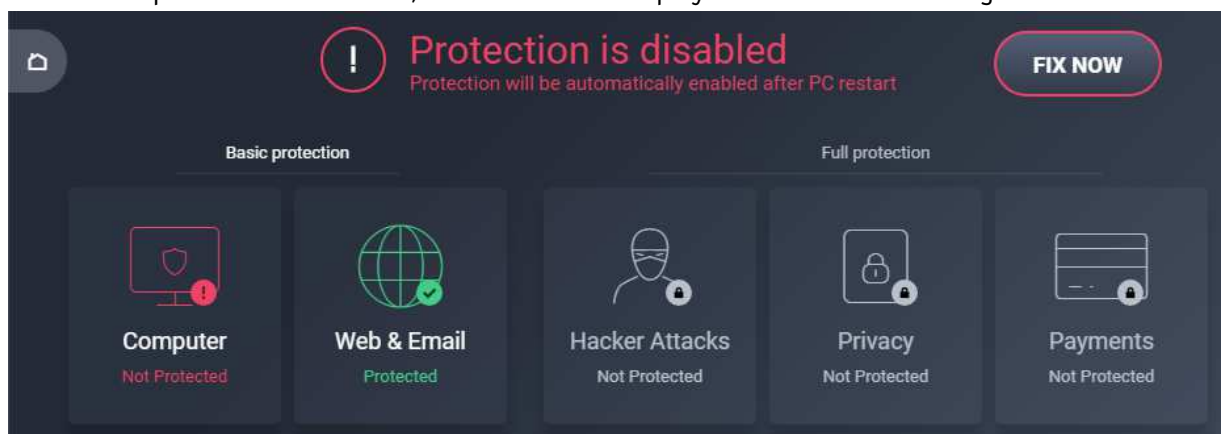 Protection is disabled
Protection will be automatically enabled after PC restart
FIX NOW
Basic protection
Full protection
Computer
Not Protected
Web & Email
Protected
Hacker Attacks
Not Protected
Privacy
Not Protected
Payments
Not Protected